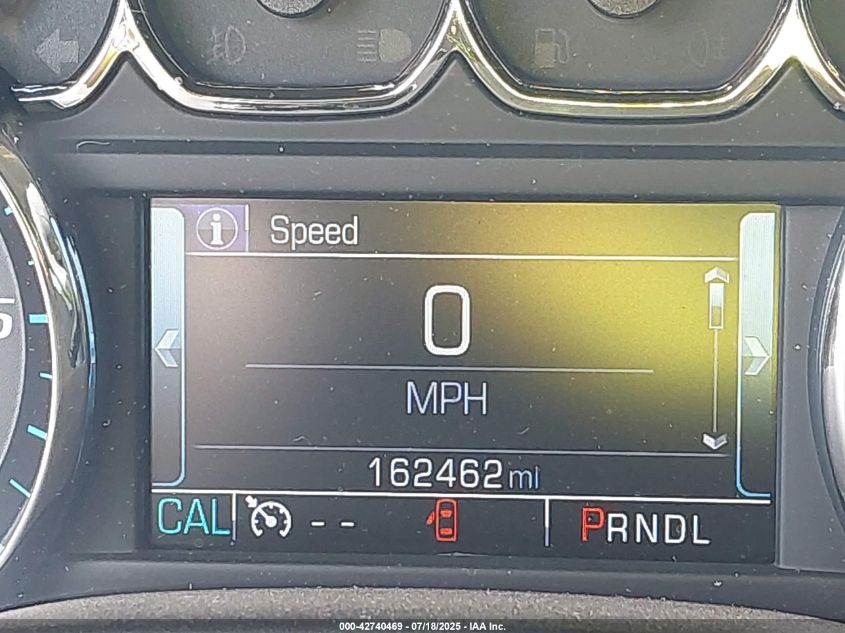 Speed
0
MPH
162462 mi
CAL -- PRNDL
000-42740469 - 07/18/2025 - IAA Inc.